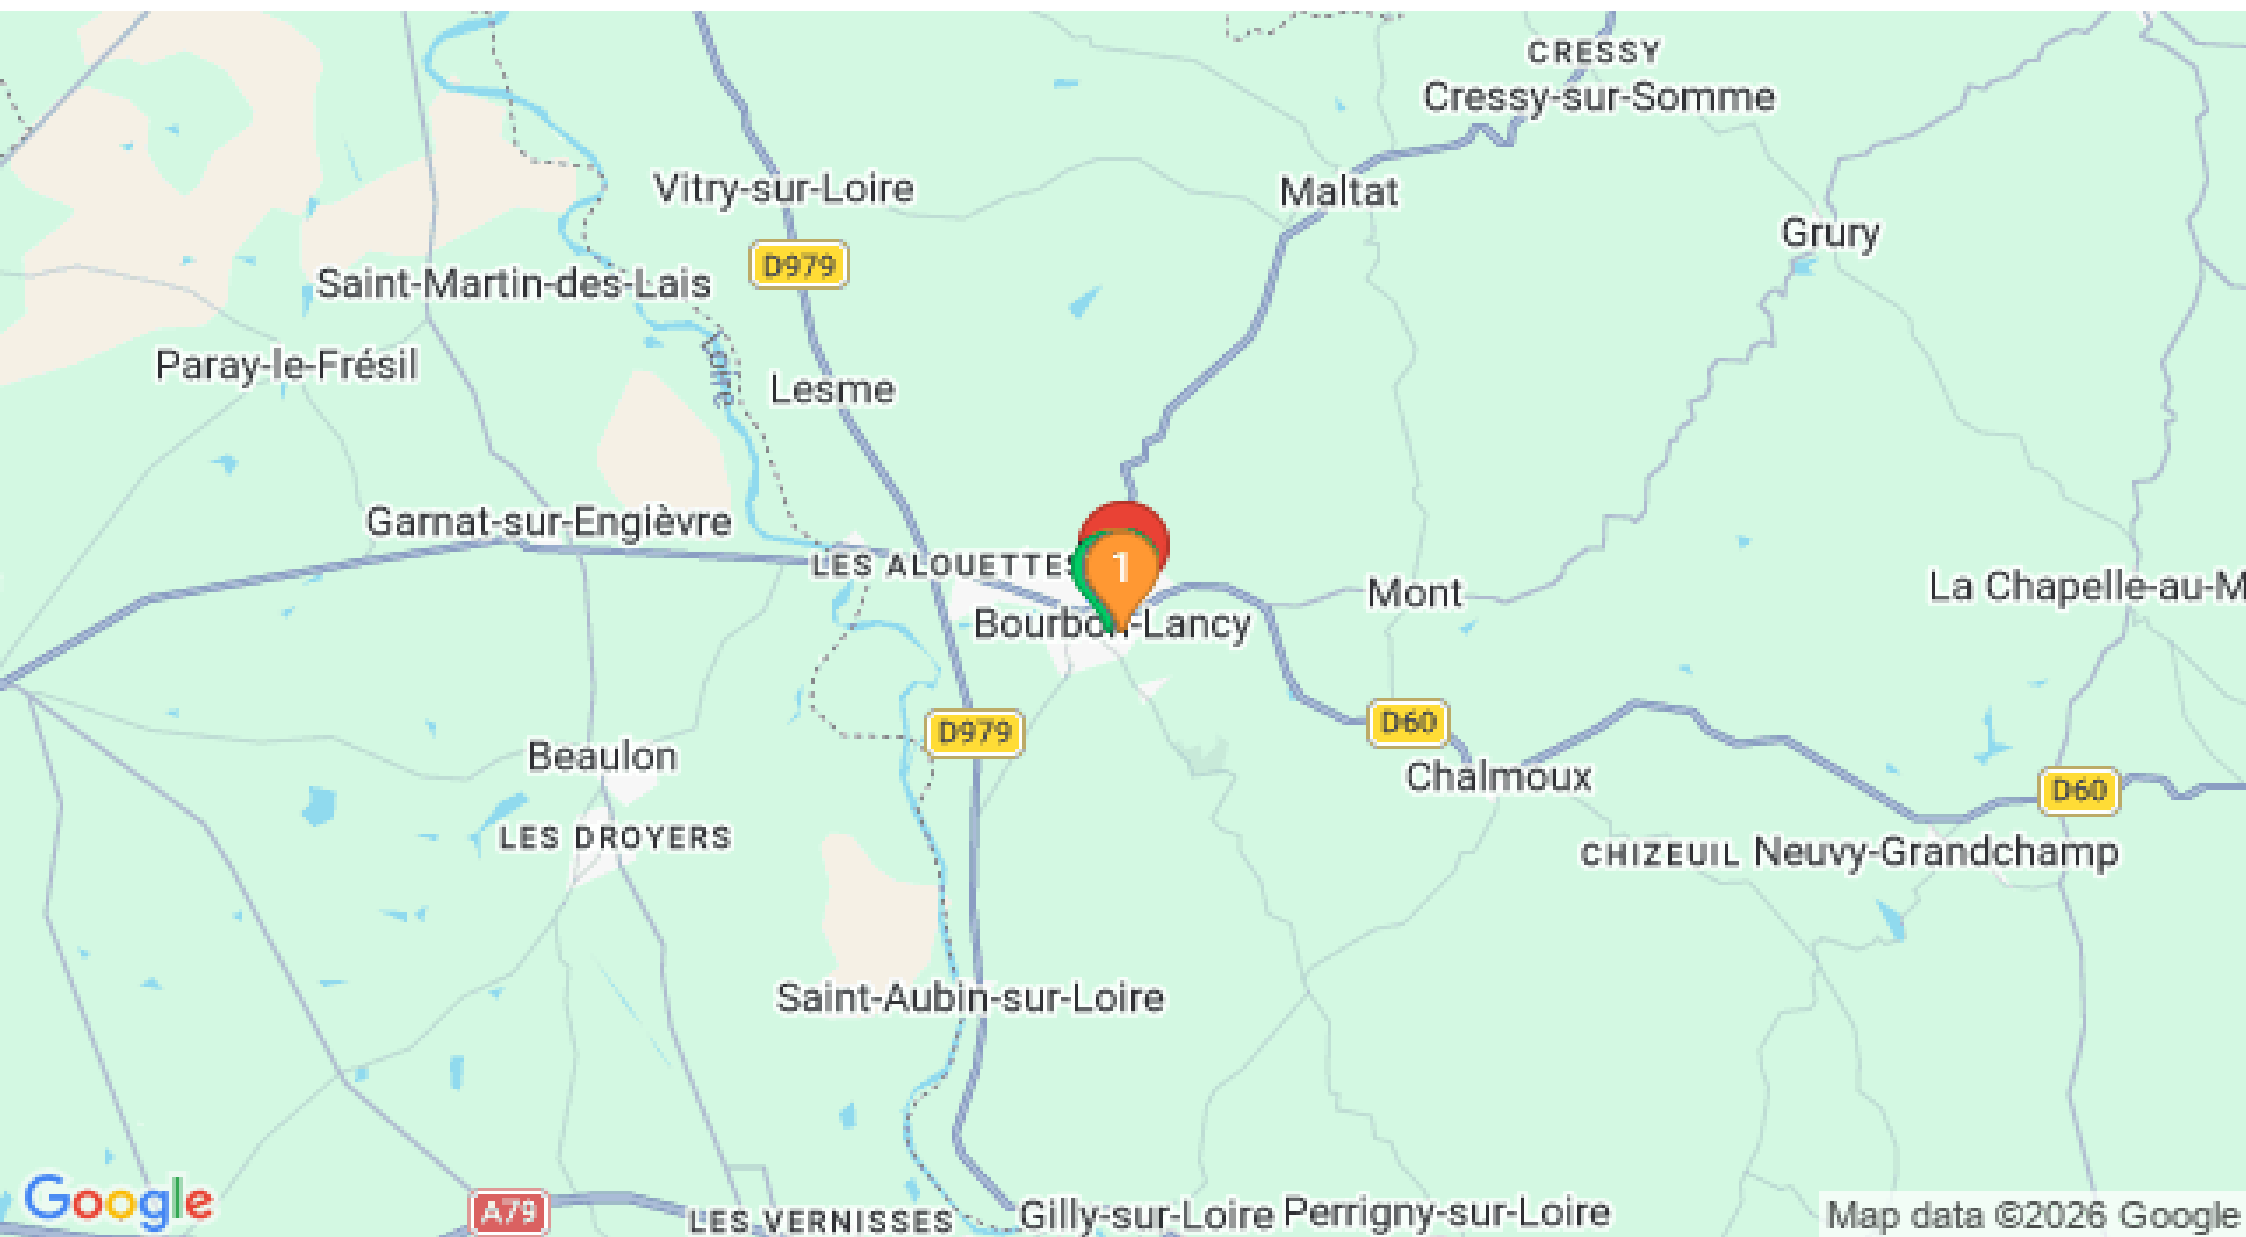 CRESSY
Cressy-sur-Somme
Vitry-sur-Loire
Maltat
Grury
D979
Saint-Martin-des-Lais
Paray-le-Frésil
Loire
Lesme
Garnat-sur-Engièvre
LES ALOUETTES
1
Mont
La Chapelle-au-M
Bourbon-Lancy
D979
D60
Beaulon
Chalmoux
D60
LES DROYERS
CHIZEUIL
Neuvy-Grandchamp
Saint-Aubin-sur-Loire
Google
A79
LES VERNISSES
Gilly-sur-Loire
Perrigny-sur-Loire
Map data ©2026 Google